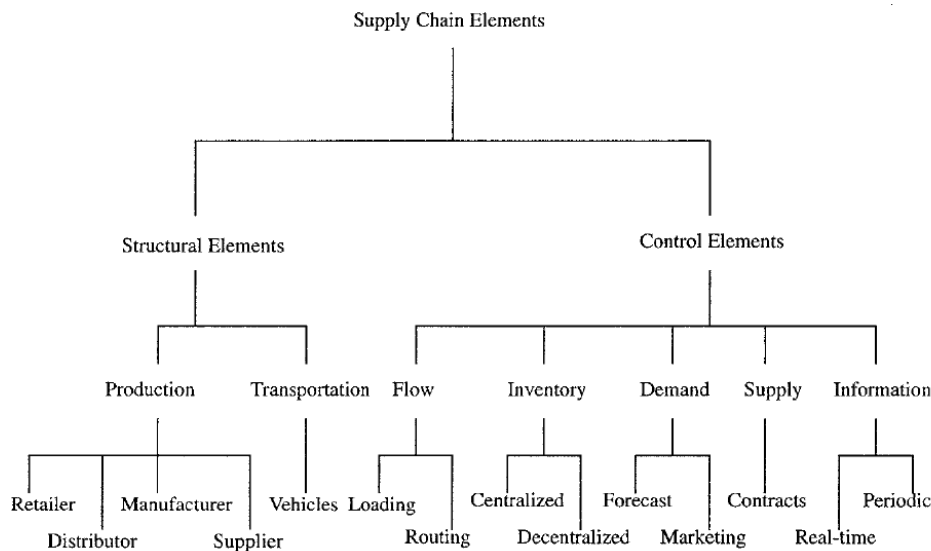 Supply Chain Elements
Structural Elements
Control Elements
Production
Transportation
Flow
Inventory
Demand
Supply
Information
Retailer
Manufacturer
Vehicles
Loading
Centralized
Forecast
Contracts
Periodic
Distributor
Supplier
Routing
Decentralized
Marketing
Real-time